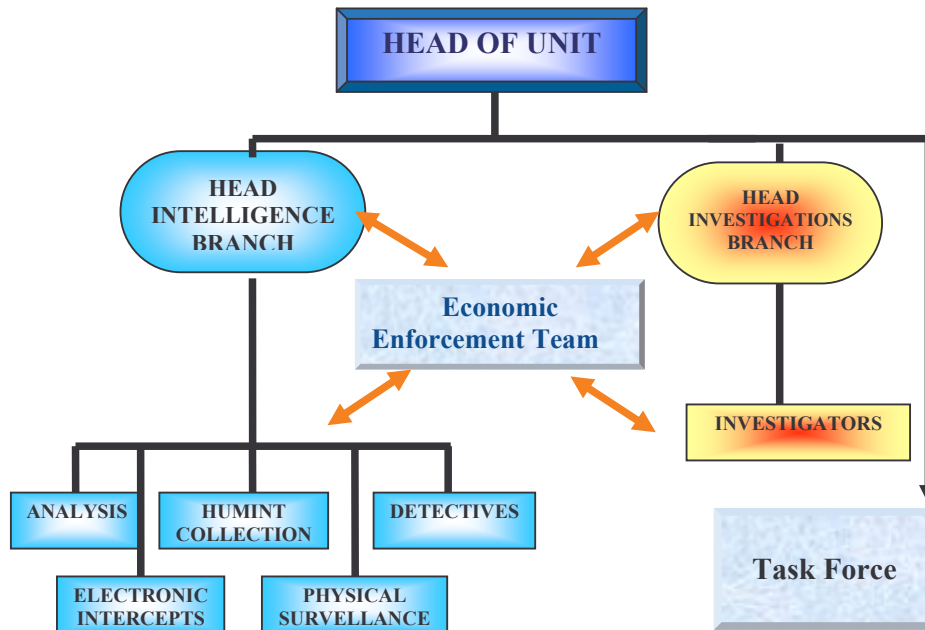 HEAD OF UNIT
HEAD
INTELLIGENCE
BRANCH
HEAD
INVESTIGATIONS
BRANCH
Economic
Enforcement Team
INVESTIGATORS
ANALYSIS
HUMINT
COLLECTION
DETECTIVES
ELECTRONIC
INTERCEPTS
PHYSICAL
SURVELLANCE
Task Force